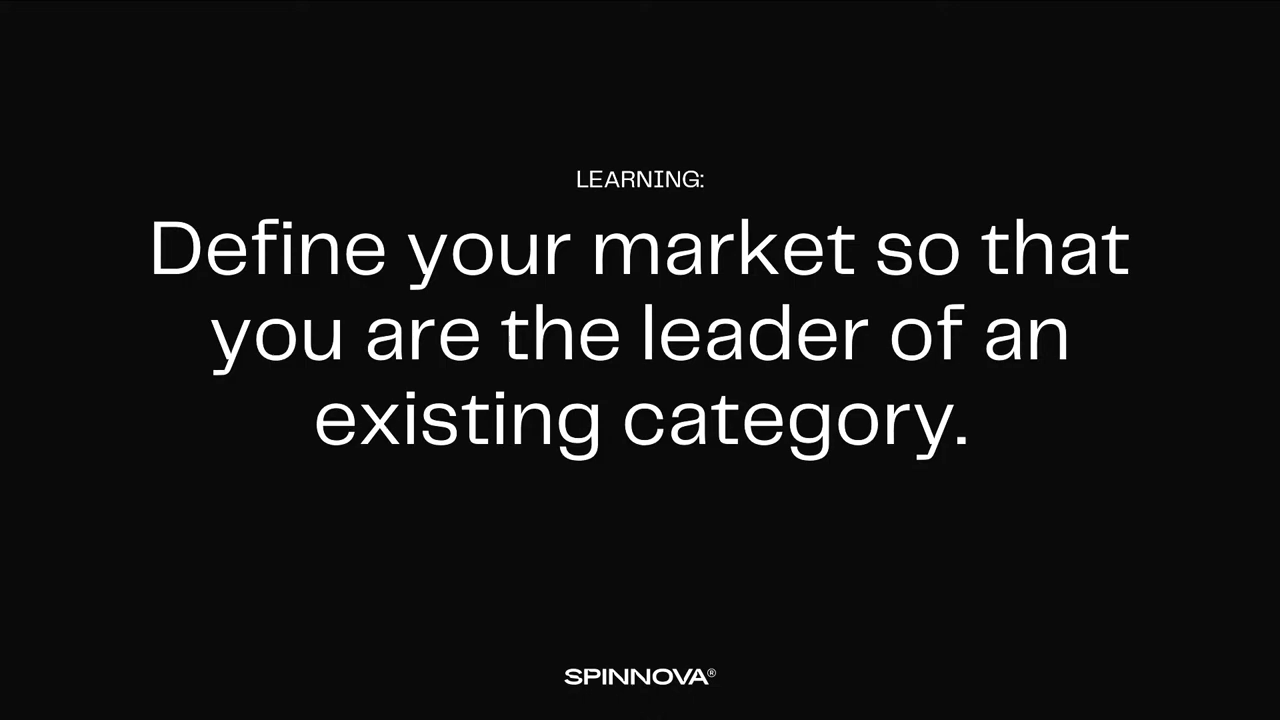 LEARNING:
Define your market so that
you are the leader of an
existing category.
SPINNOVA®